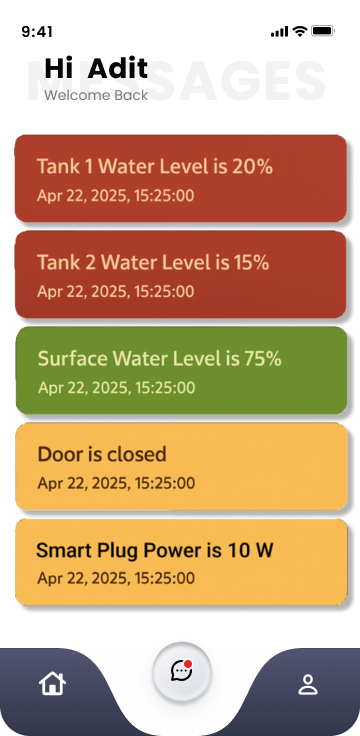 9:41
MESSAGES
Hi Adit
Welcome Back
Tank 1 Water Level is 20%
Apr 22, 2025, 15:25:00
Tank 2 Water Level is 15%
Apr 22, 2025, 15:25:00
Surface Water Level is 75%
Apr 22, 2025, 15:25:00
Door is closed
Apr 22, 2025, 15:25:00
Smart Plug Power is 10 W
Apr 22, 2025, 15:25:00